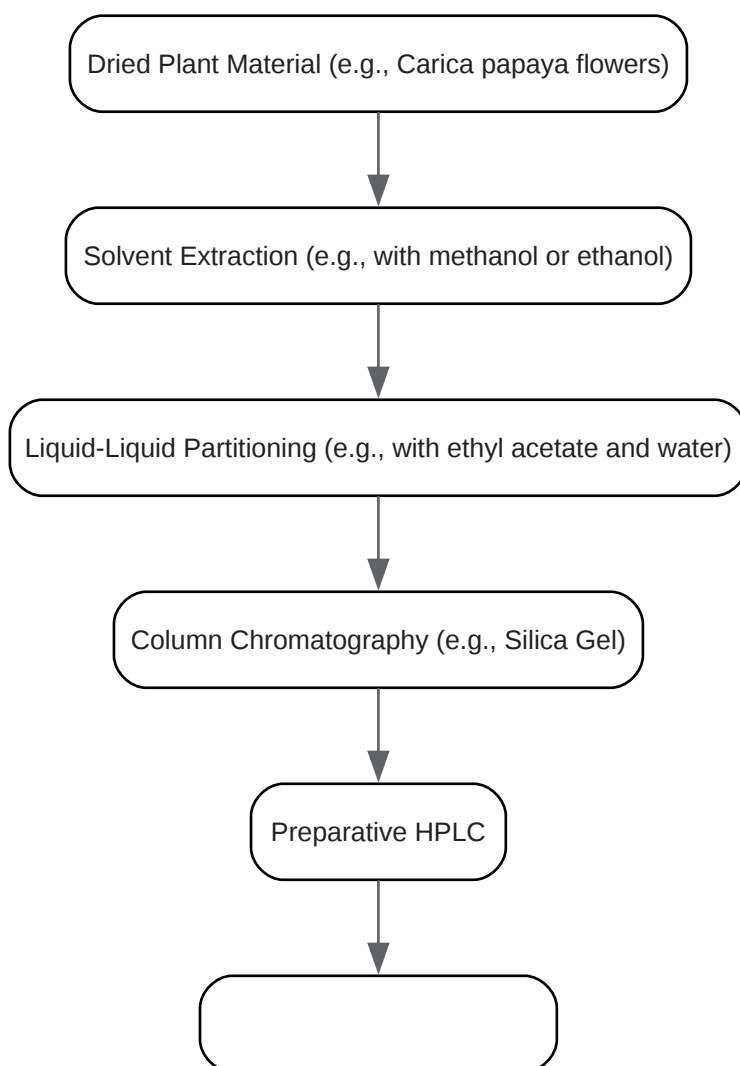 Dried Plant Material (e.g., Carica papaya flowers)
Solvent Extraction (e.g., with methanol or ethanol)
Liquid-Liquid Partitioning (e.g., with ethyl acetate and water)
Column Chromatography (e.g., Silica Gel)
Preparative HPLC